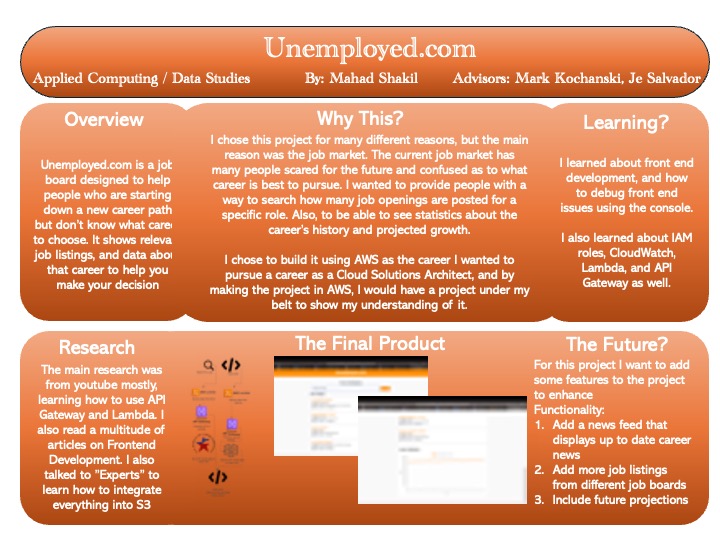 Unemployed.com
Applied Computing / Data Studies By: Mahad Shakil Advisors: Mark Kochanski, Je Salvador
Overview
Unemployed.com is a job
board designed to help
people who are starting
down a new career path
but don't know what caree
to choose. It shows releva
job listings, and data abou
that career to help you
make your decision
Why This?
I chose this project for many different reasons, but the main
reason was the job market. The current job market has
many people scared for the future and confused as to what
career is best to pursue. I wanted to provide people with a
way to search how many job openings are posted for a
specific role. Also, to be able to see statistics about the
career's history and projected growth.
I chose to build it using AWS as the career I wanted to
pursue a career as a Cloud Solutions Architect, and by
making the project in AWS, I would have a project under my
belt to show my understanding of it.
Learning?
I learned about front end
development, and how
to debug front end
issues using the console.
I also learned about IAM
roles, CloudWatch,
Lambda, and API
Gateway as well.
Research
The main research was
from youtube mostly,
learning how to use API
Gateway and Lambda. I
also read a multitude of
articles on Frontend
Development. I also
talked to "Experts" to
learn how to integrate
everything into S3
The Final Product
The Future?
For this project I want to add
some features to the project
to enhance
Functionality:
1. Add a news feed that
displays up to date career
news
2. Add more job listings
from different job boards
3. Include future projections